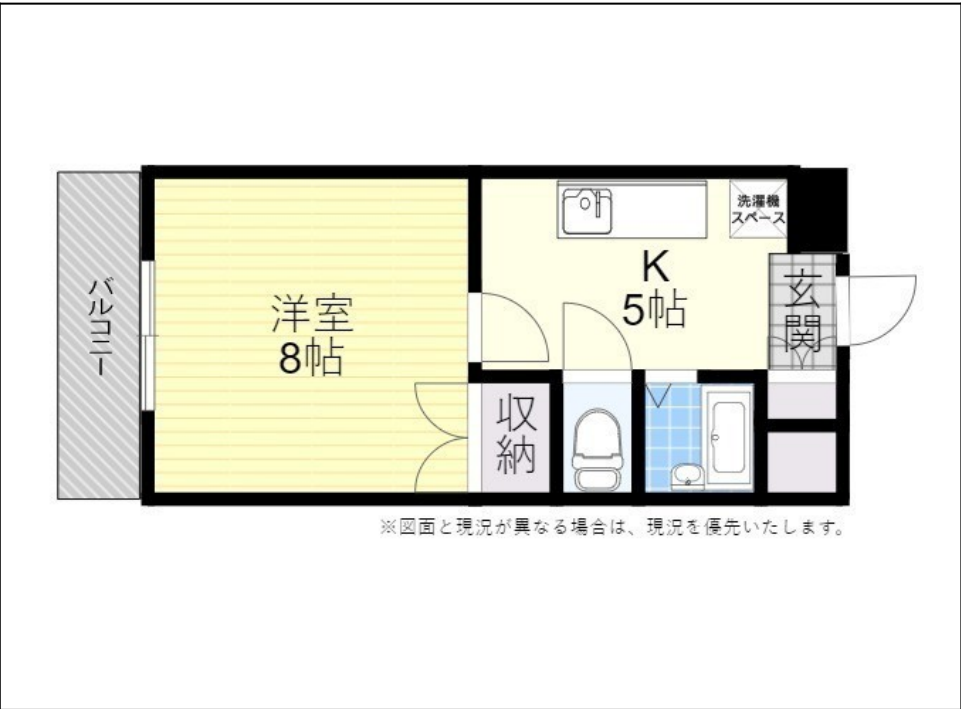 洗濯機
スペース
K
5帖
玄関
バルコニー
洋室
8帖
収納
※図面と現況が異なる場合は、現況を優先いたします。